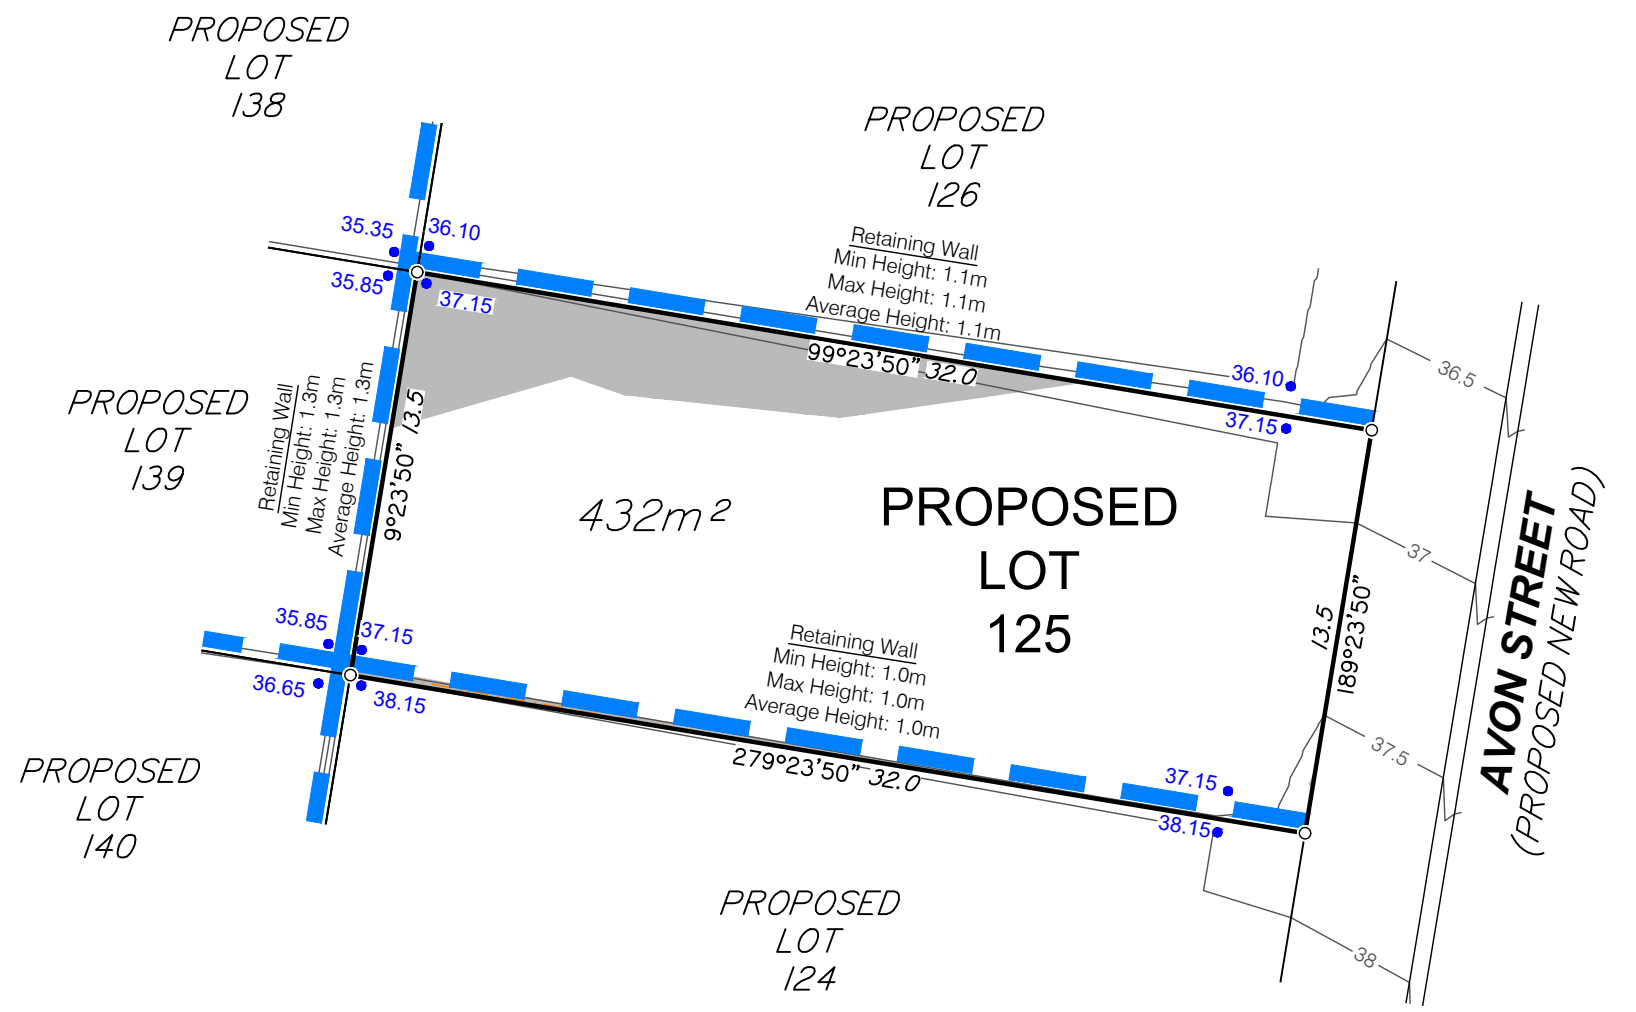 PROPOSED
LOT
138
PROPOSED
LOT
126
35.35
36.10
35.85
37.15
Retaining Wall
Min Height: 1.1m
Max Height: 1.1m
Average Height: 1.1m
99°23'50" 32.0
36.10
37.15
36.5
PROPOSED
LOT
139
Retaining Wall
Min Height: 1.3m
Max Height: 1.3m
Average Height: 1.3m
9°23'50" 13.5
432m²
PROPOSED
LOT
125
37
AVON STREET
(PROPOSED NEW ROAD)
13.5
189°23'50"
35.85
37.15
36.65
38.15
Retaining Wall
Min Height: 1.0m
Max Height: 1.0m
Average Height: 1.0m
279°23'50" 32.0
37.15
38.15
37.5
PROPOSED
LOT
140
PROPOSED
LOT
124
38